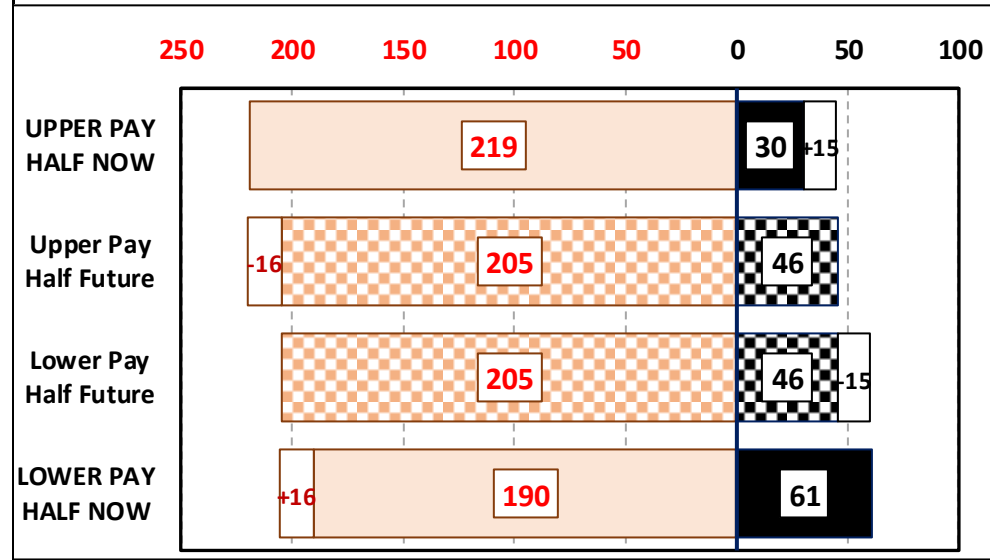 250 200 150 100 50 0 50 100
UPPER PAY
HALF NOW
219 30 +15
Upper Pay
Half Future
-16 205 46
Lower Pay
Half Future
205 46 -15
LOWER PAY
HALF NOW
+16 190 61